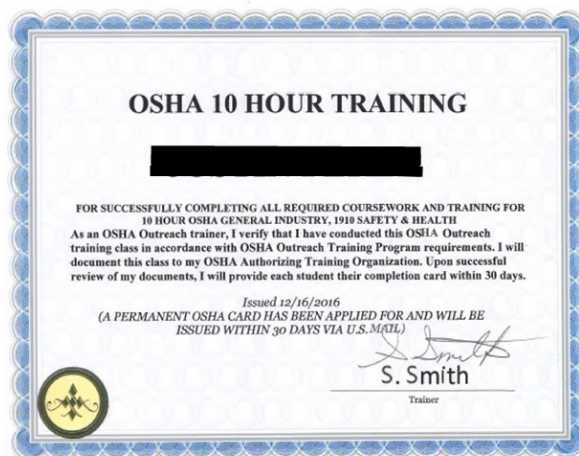 OSHA 10 HOUR TRAINING
FOR SUCCESSFULLY COMPLETING ALL REQUIRED COURSEWORK AND TRAINING FOR
10 HOUR OSHA GENERAL INDUSTRY, 1910 SAFETY & HEALTH
As an OSHA Outreach trainer, I verify that I have conducted this OSHA Outreach
training class in accordance with OSHA Outreach Training Program requirements. I will
document this class to my OSHA Authorizing Training Organization. Upon successful
review of my documents, I will provide each student their completion card within 30 days.
Issued 12/16/2016
(A PERMANENT OSHA CARD HAS BEEN APPLIED FOR AND WILL BE
ISSUED WITHIN 30 DAYS VIA U.S. MAIL)
S Smith
S. Smith
Trainer